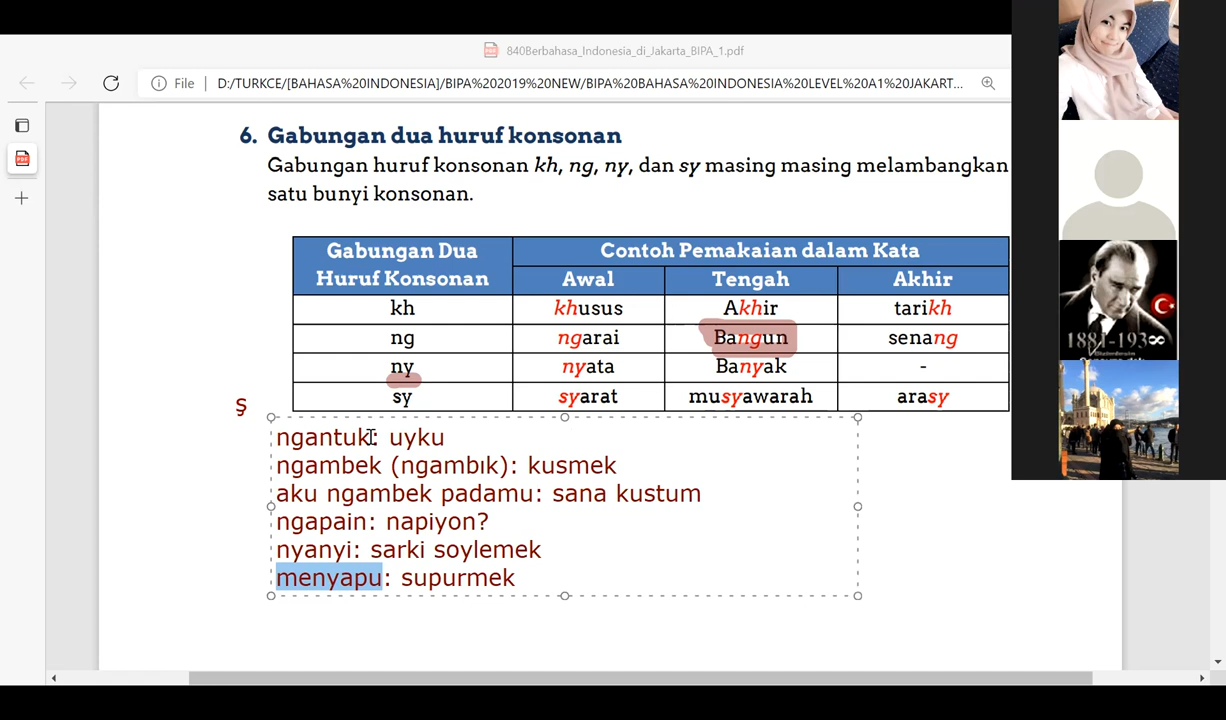 840Berbahasa_Indonesia_di_Jakarta_BIPA_1.pdf
File | D:/TURKCE/[BAHASA%20INDONESIA]/BIPA%202019%20NEW/BIPA%20BAHASA%20INDONESIA%20LEVEL%20A1%20JAKART...
6. Gabungan dua huruf konsonan
Gabungan huruf konsonan kh, ng, ny, dan sy masing masing melambangkan
satu bunyi konsonan.
Gabungan Dua Huruf Konsonan Contoh Pemakaian dalam Kata
Awal Tengah Akhir
kh khusus Akhir tarikh
ng ngarai Bangun senang
ny nyata Banyak -
sy syarat musyawarah arasy
Ş
ngantuk: uyku
ngambek (ngambık): kusmek
aku ngambek padamu: sana kustum
ngapain: napiyon?
nyanyi: sarki soylemek
menyapu: supurmek
1881-193∞